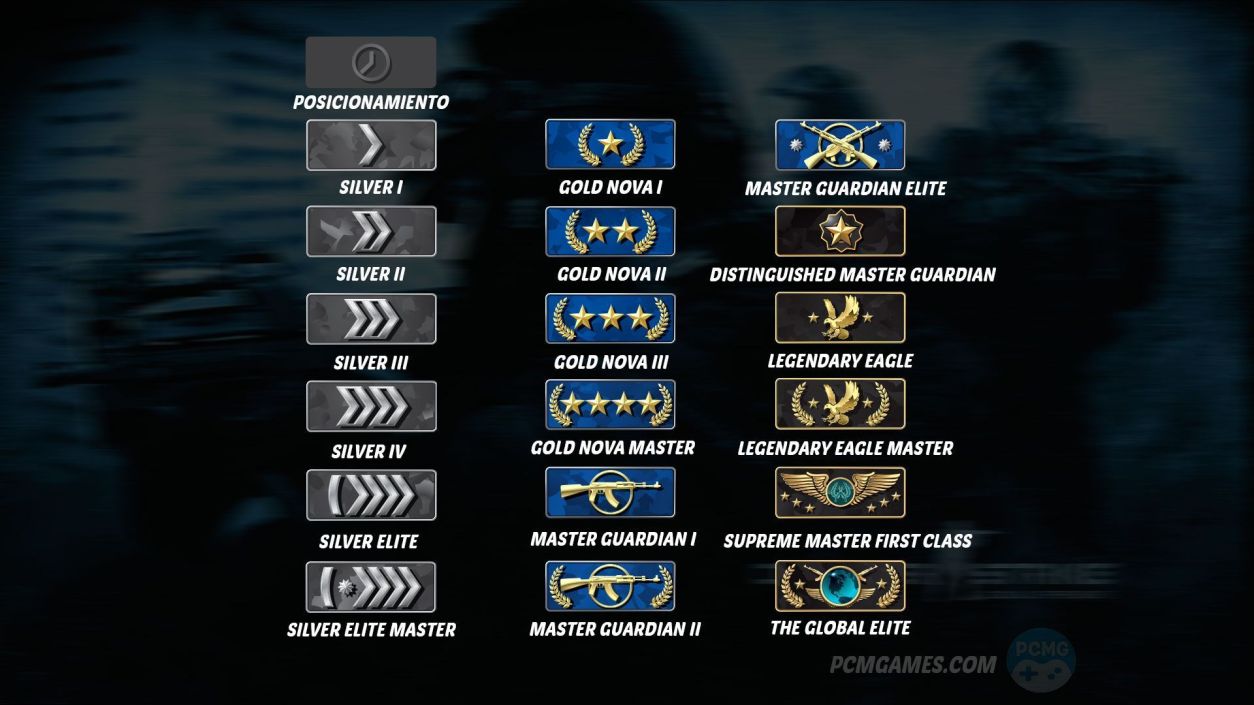 POSICIONAMIENTO
SILVER I
SILVER II
SILVER III
SILVER IV
SILVER ELITE
SILVER ELITE MASTER
GOLD NOVA I
GOLD NOVA II
GOLD NOVA III
GOLD NOVA MASTER
MASTER GUARDIAN I
MASTER GUARDIAN II
MASTER GUARDIAN ELITE
DISTINGUISHED MASTER GUARDIAN
LEGENDARY EAGLE
LEGENDARY EAGLE MASTER
SUPREME MASTER FIRST CLASS
THE GLOBAL ELITE
PCMGAMES.COM
PCMG